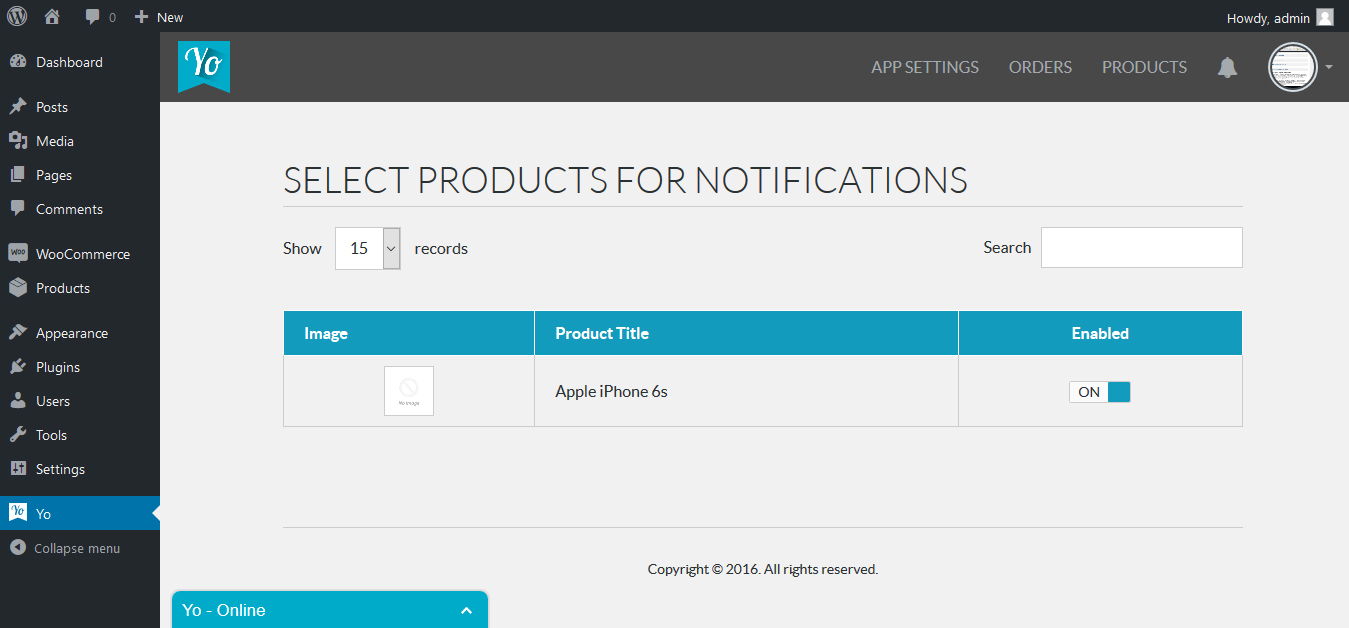 0 New Howdy, admin
Dashboard
Posts
Media
Pages
Comments
WOO WooCommerce
Products
Appearance
Plugins
Users
Tools
Settings
Yo Yo
Collapse menu
Yo APP SETTINGS ORDERS PRODUCTS
SELECT PRODUCTS FOR NOTIFICATIONS
Show 15 records Search
Image Product Title Enabled
No Image Apple iPhone 6s ON
Copyright © 2016. All rights reserved.
Yo - Online